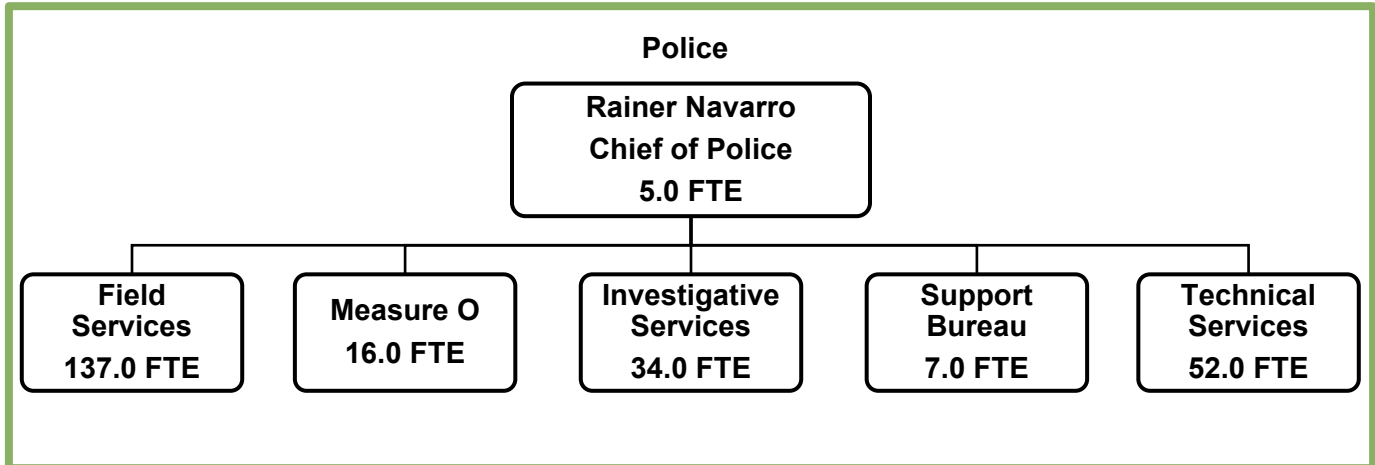 Police
Rainer Navarro
Chief of Police
5.0 FTE
Field
Services
137.0 FTE
Measure O
16.0 FTE
Investigative
Services
34.0 FTE
Support
Bureau
7.0 FTE
Technical
Services
52.0 FTE